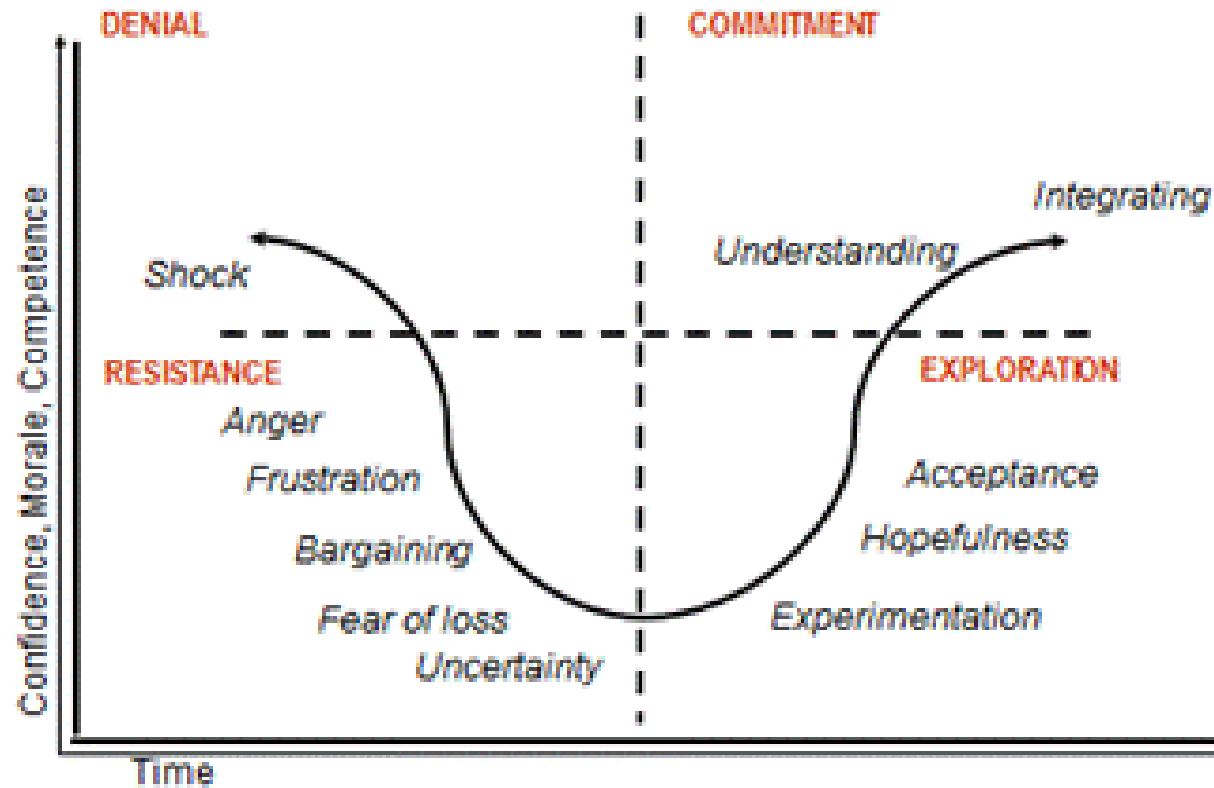 DENIAL
COMMITMENT
Integrating
Understanding
Shock
RESISTANCE
EXPLORATION
Anger
Acceptance
Frustration
Hopefulness
Bargaining
Fear of loss
Experimentation
Uncertainty
Confidence, Morale, Competence
Time